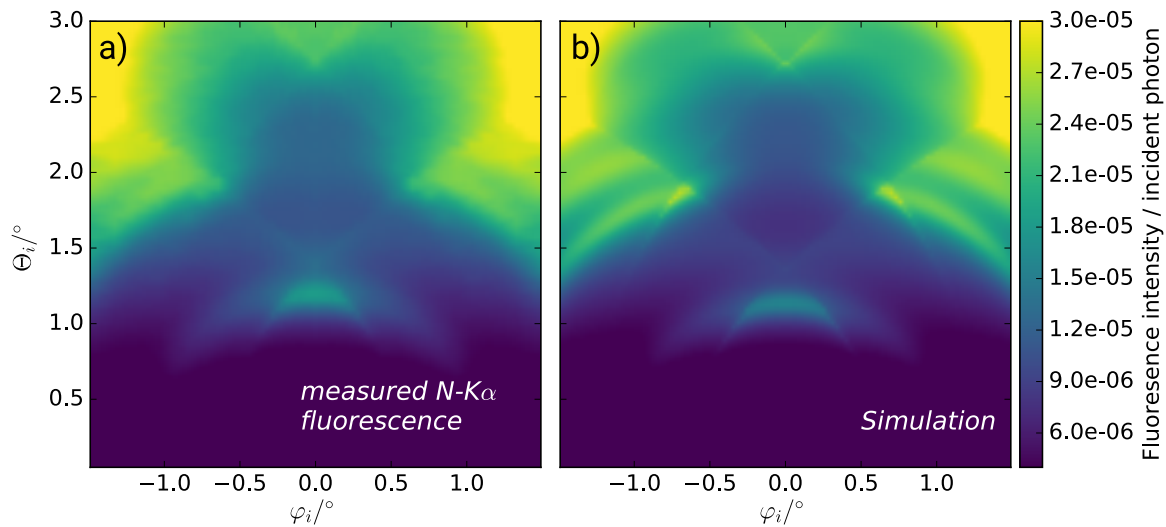 a)
b)
3.0
2.5
2.0
1.5
1.0
0.5
Θi/°
−1.0
−0.5
0.0
0.5
1.0
φi/°
measured N-Kα
fluorescence
−1.0
−0.5
0.0
0.5
1.0
φi/°
Simulation
3.0e-05
2.7e-05
2.4e-05
2.1e-05
1.8e-05
1.5e-05
1.2e-05
9.0e-06
6.0e-06
Fluoresence intensity / incident photon